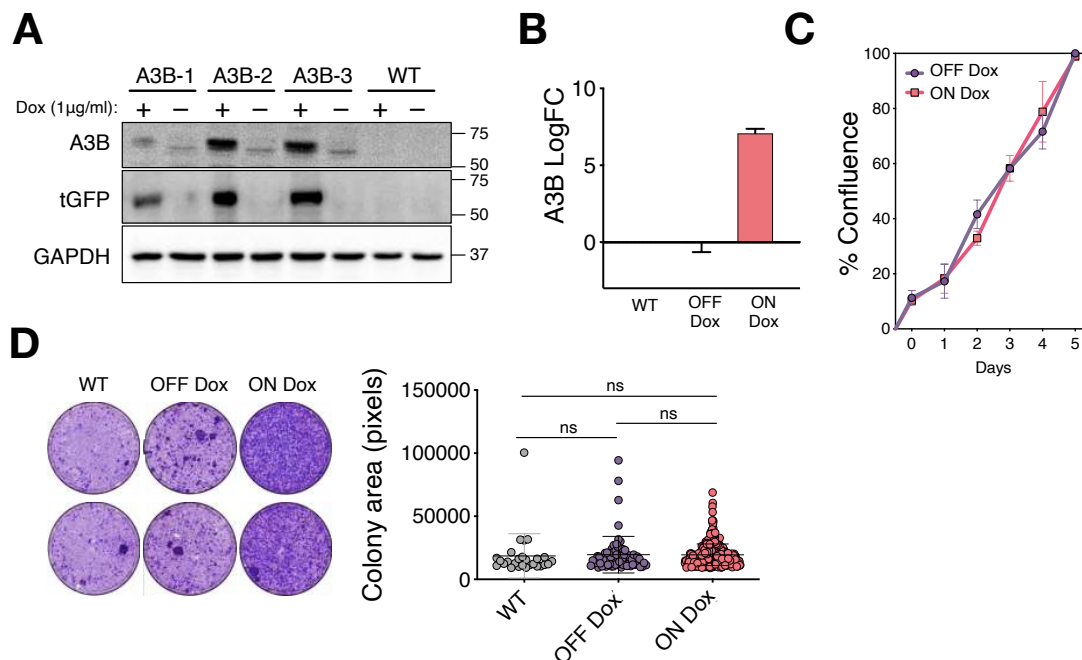 A
A3B-1 A3B-2 A3B-3 WT
Dox (1µg/ml): + − + − + − + −
A3B
75
50
tGFP
75
50
GAPDH
37
B
A3B LogFC
10
5
0
WT
OFF Dox
ON Dox
C
% Confluence
100
80
60
40
20
0
OFF Dox
ON Dox
0 1 2 3 4 5
Days
D
WT OFF Dox ON Dox
Colony area (pixels)
150000
100000
50000
0
ns
ns
ns
WT
OFF Dox
ON Dox